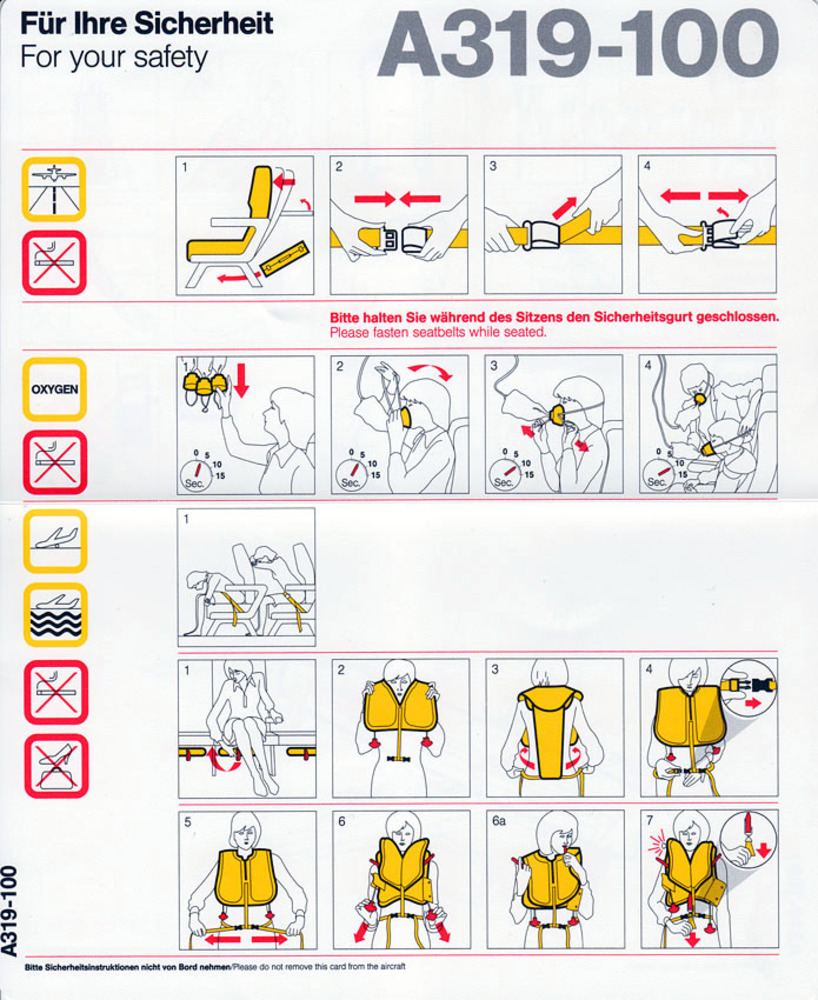 Für Ihre Sicherheit
For your safety
A319-100
1
2
3
4
Bitte halten Sie während des Sitzens den Sicherheitsgurt geschlossen.
Please fasten seatbelts while seated.
OXYGEN
1
0 5 10 15 Sec.
2
0 5 10 15 Sec.
3
0 5 10 15 Sec.
4
0 5 10 15 Sec.
1
1
2
3
4
5
6
6a
7
A319-100
Bitte Sicherheitsinstruktionen nicht von Bord nehmen/Please do not remove this card from the aircraft